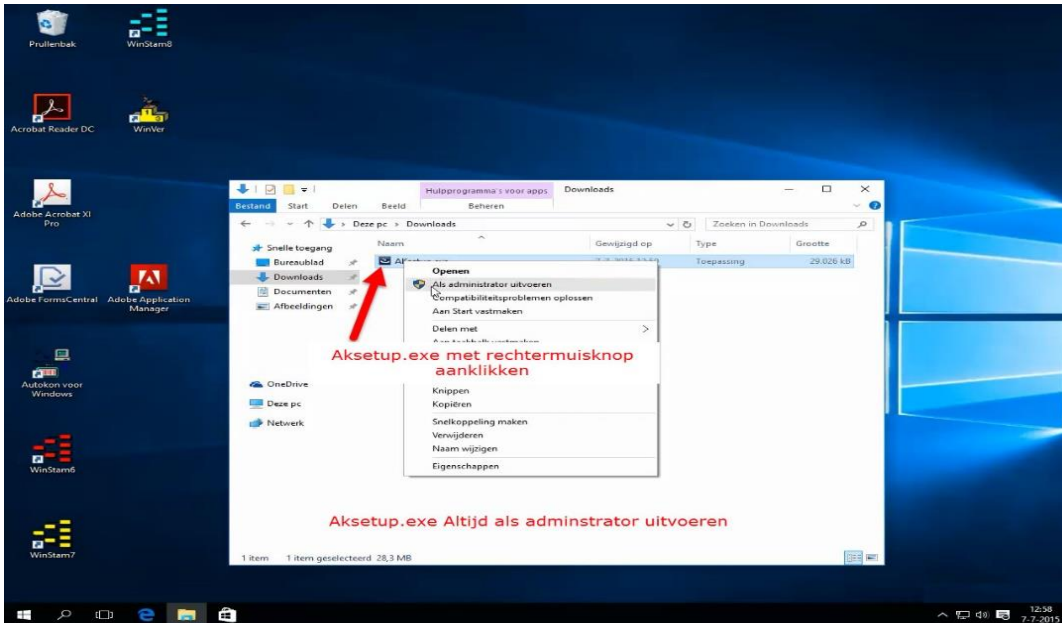 Prullenbak
WinStam8
Acrobat Reader DC
WinVer
Adobe Acrobat XI
Pro
Adobe FormsCentral
Adobe Application
Manager
Autokon voor
Windows
WinStam6
WinStam7
Hulpprogramma's voor apps
Downloads
Bestand Start Delen Beeld Beheren
Deze pc > Downloads
Zoeken in Downloads
Naam Gewijzigd op Type Grootte
Snelle toegang
Bureaublad
Downloads
Documenten
Afbeeldingen
OneDrive
Deze pc
Netwerk
Toepassing 29.026 kB
Openen
Als administrator uitvoeren
Compatibiliteitsproblemen oplossen
Aan Start vastmaken
Delen met >
Aksetup.exe met rechtermuisknop
aanklikken
Knippen
Kopiëren
Snelkoppeling maken
Verwijderen
Naam wijzigen
Eigenschappen
Aksetup.exe Altijd als adminstrator uitvoeren
1 item 1 item geselecteerd 28,3 MB
12:58
7-7-2015